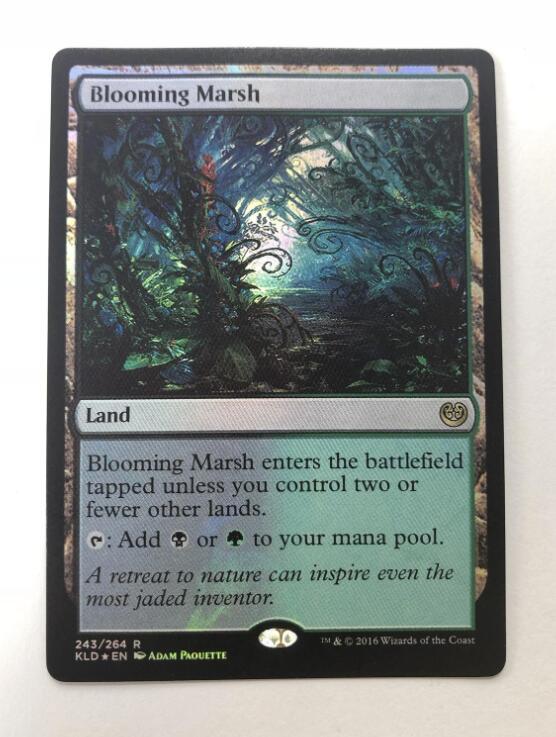 Blooming Marsh
Land
Blooming Marsh enters the battlefield
tapped unless you control two or
fewer other lands.
: Add or to your mana pool.
A retreat to nature can inspire even the
most jaded inventor.
243/264 R
KLD★EN ADAM PAQUETTE
™ & © 2016 Wizards of the Coast